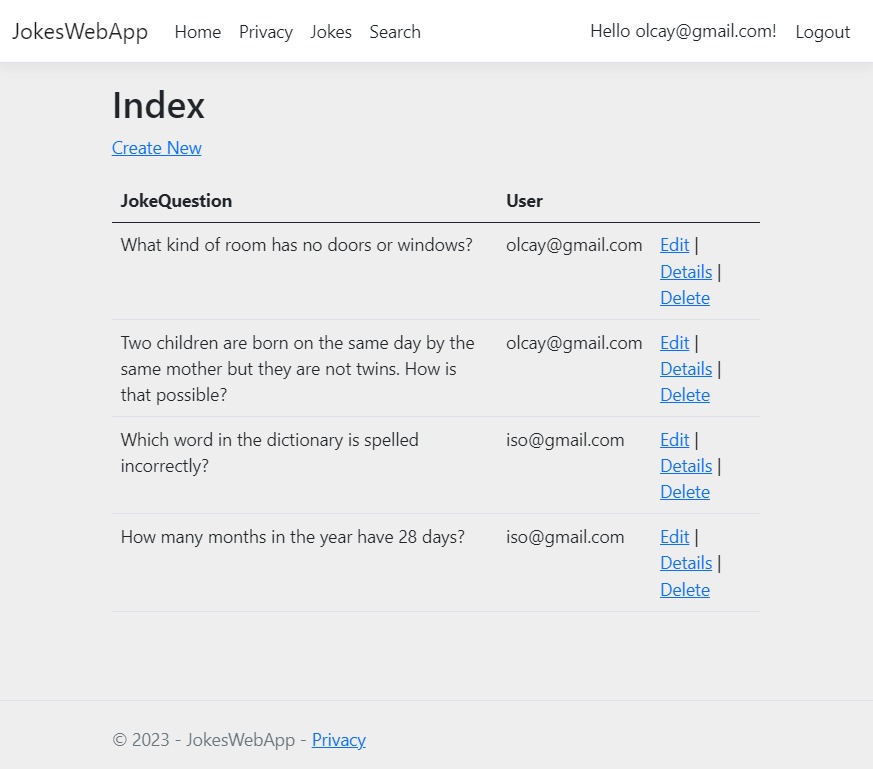 JokesWebApp Home Privacy Jokes Search Hello olcay@gmail.com! Logout
Index
Create New
JokeQuestion User
What kind of room has no doors or windows? olcay@gmail.com Edit |
Details |
Delete
Two children are born on the same day by the olcay@gmail.com Edit |
same mother but they are not twins. How is Details |
that possible? Delete
Which word in the dictionary is spelled iso@gmail.com Edit |
incorrectly? Details |
Delete
How many months in the year have 28 days? iso@gmail.com Edit |
Details |
Delete
© 2023 - JokesWebApp - Privacy